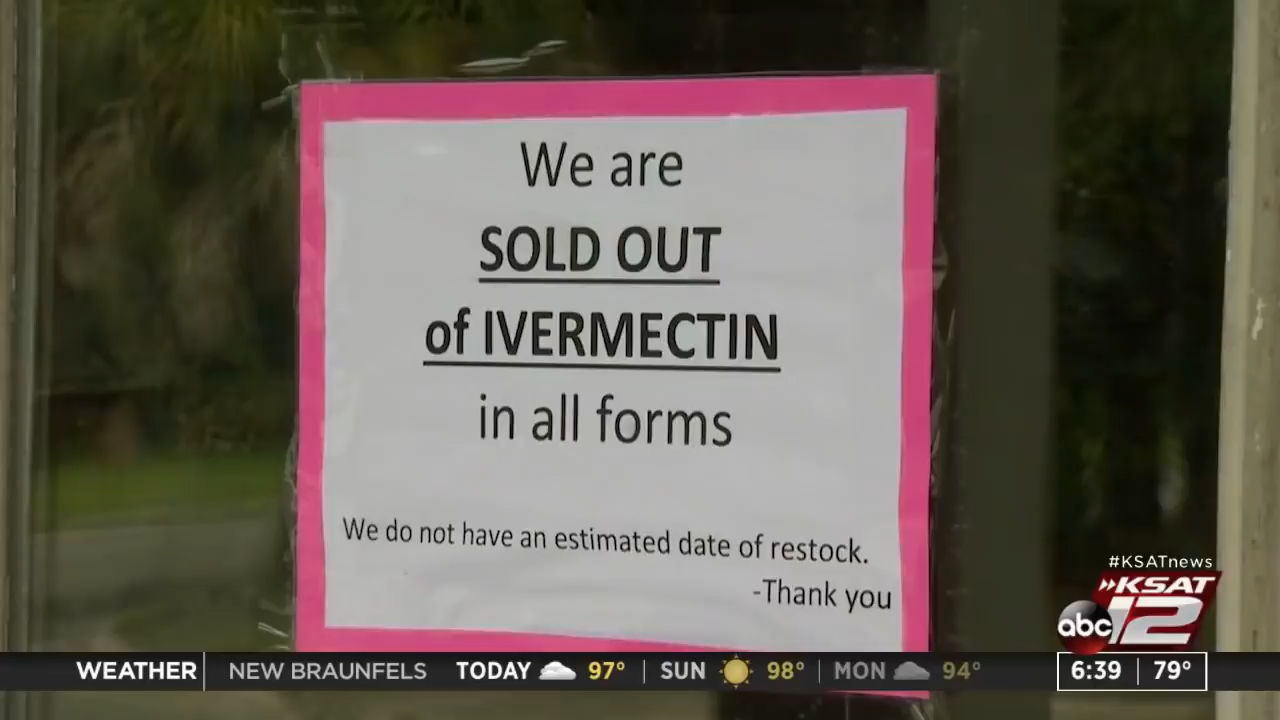 We are
SOLD OUT
of IVERMECTIN
in all forms
We do not have an estimated date of restock.
-Thank you
#KSATnews
KSAT
abc 12
WEATHER NEW BRAUNFELS TODAY 97° SUN 98° MON 94° 6:39 79°